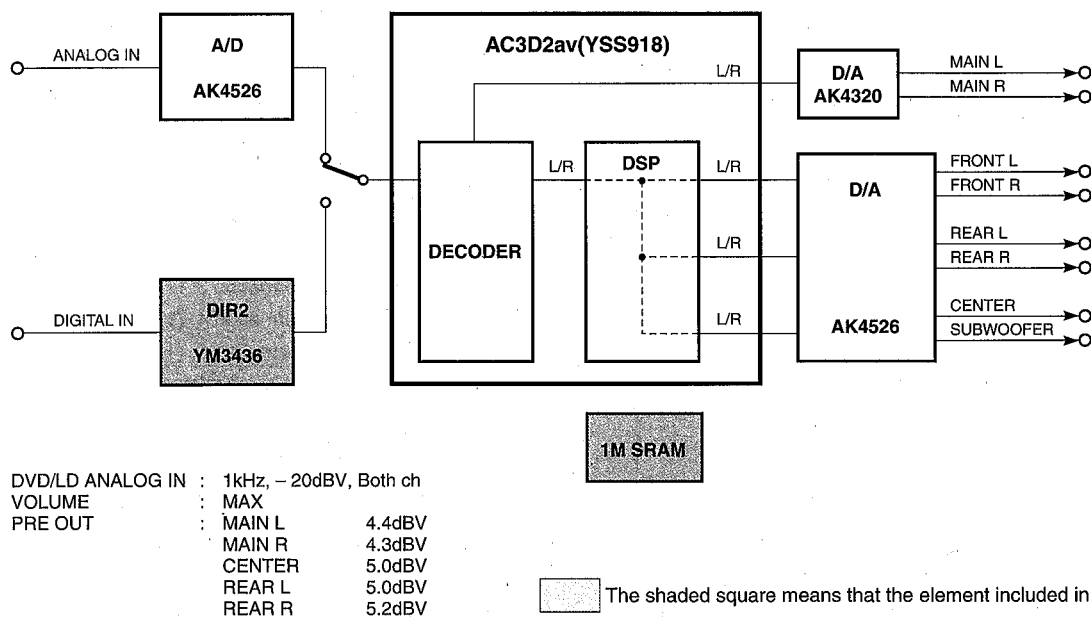 AC3D2av(YSS918)
A/D
AK4526
ANALOG IN
L/R
D/A
AK4320
MAIN L
MAIN R
DECODER
L/R
DSP
L/R
L/R
L/R
D/A
AK4526
FRONT L
FRONT R
REAR L
REAR R
CENTER
SUBWOOFER
DIGITAL IN
DIR2
YM3436
1M SRAM
DVD/LD ANALOG IN : 1kHz, – 20dBV, Both ch
VOLUME : MAX
PRE OUT : MAIN L 4.4dBV
MAIN R 4.3dBV
CENTER 5.0dBV
REAR L 5.0dBV
REAR R 5.2dBV
The shaded square means that the element included in